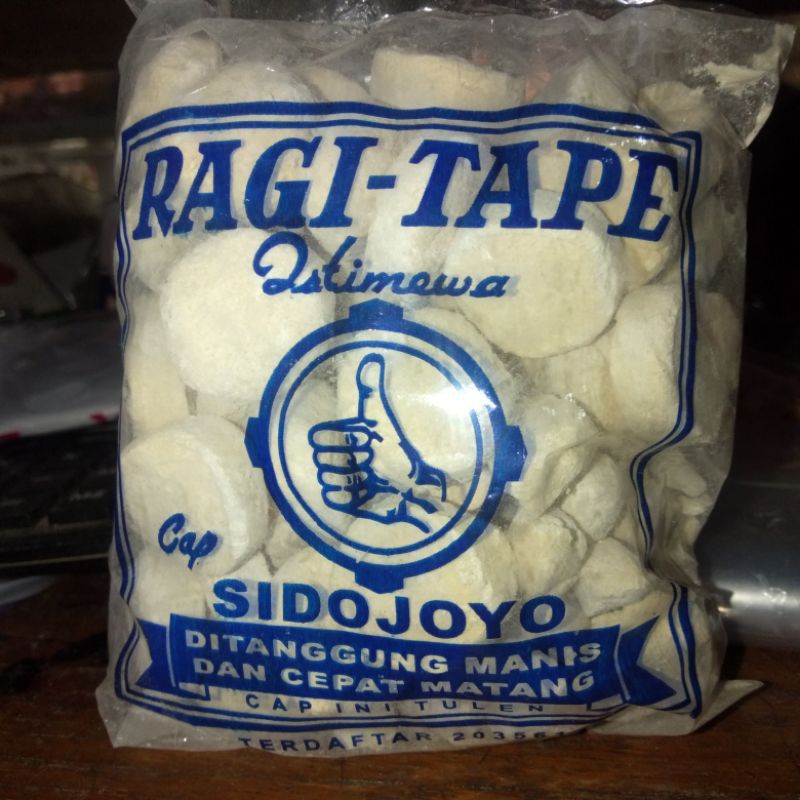 RAGI-TAPE
Istimewa
Cap
SIDOJOYO
DITANGGUNG MANIS
DAN CEPAT MATANG
CAP INI TULEN
TERDAFTAR